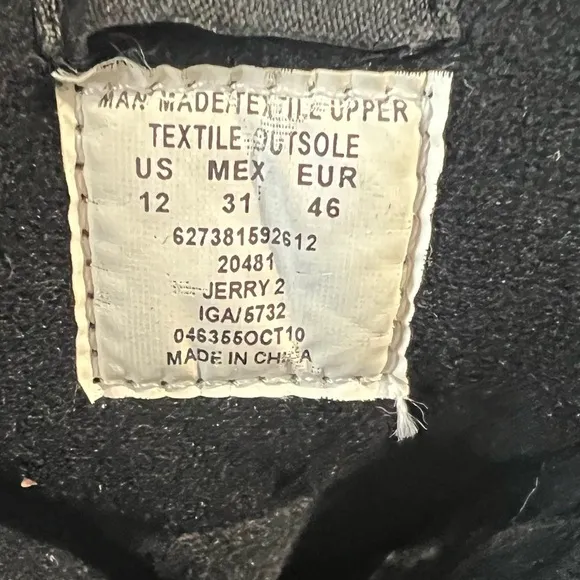 MAN MADE/TEXTILE UPPER
TEXTILE OUTSOLE
US MEX EUR
12 31 46
627381592612
20481
JERRY 2
IGA/5732
046355OCT10
MADE IN CHINA